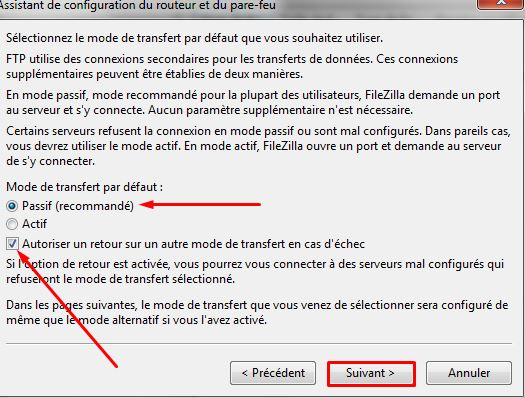 Assistant de configuration du routeur et du pare-feu
Sélectionnez le mode de transfert par défaut que vous souhaitez utiliser.
FTP utilise des connexions secondaires pour les transferts de données. Ces connexions
supplémentaires peuvent être établies de deux manières.
En mode passif, mode recommandé pour la plupart des utilisateurs, FileZilla demande un port
au serveur et s'y connecte. Aucun paramètre supplémentaire n'est nécessaire.
Certains serveurs refusent la connexion en mode passif ou sont mal configurés. Dans pareils cas,
vous devrez utiliser le mode actif. En mode actif, FileZilla ouvre un port et demande au serveur
de s'y connecter.
Mode de transfert par défaut :
Passif (recommandé)
Actif
Autoriser un retour sur un autre mode de transfert en cas d'échec
Si l'option de retour est activée, vous pourrez vous connecter à des serveurs mal configurés qui
refuseront le mode de transfert sélectionné.
Dans les pages suivantes, le mode de transfert que vous venez de sélectionner sera configuré de
même que le mode alternatif si vous l'avez activé.
< Précédent
Suivant >
Annuler